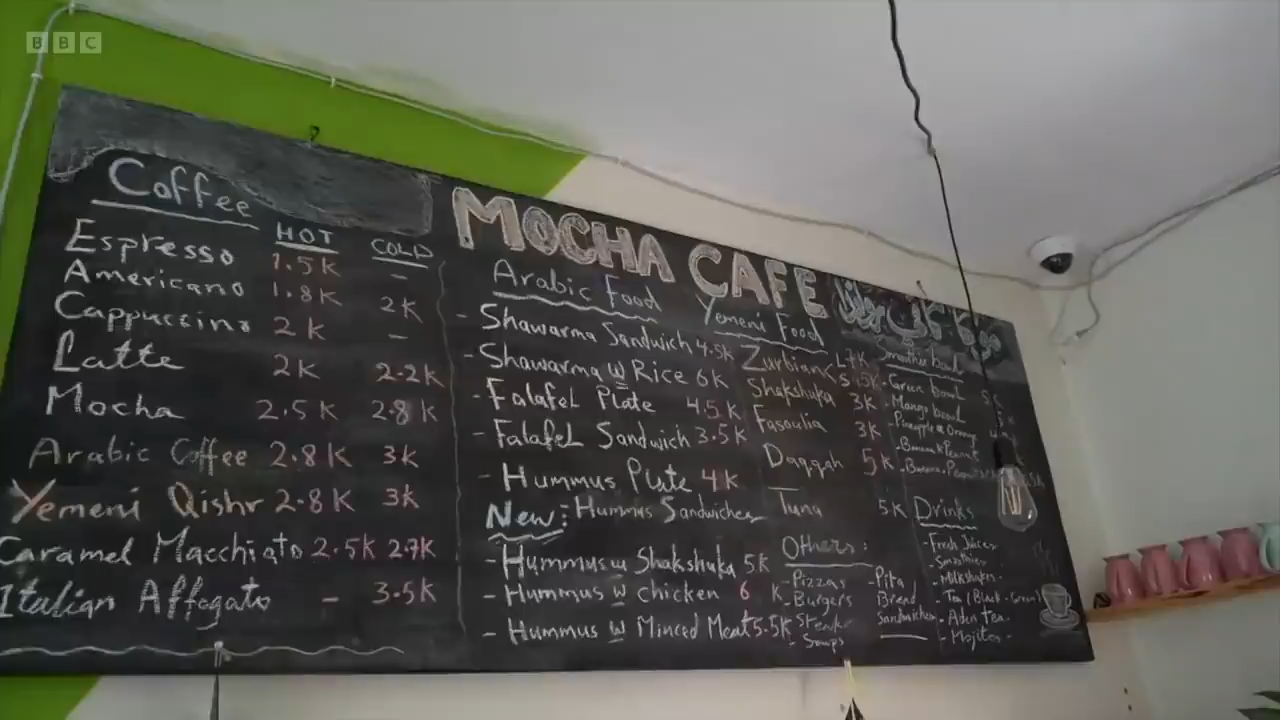 BBC
Coffee
HOT COLD
Espresso 1.5K -
Americano 1.8K 2K
Cappuccino 2K -
Latte 2K 2.2K
Mocha 2.5K 2.8K
Arabic Coffee 2.8K 3K
Yemeni Qishr 2.8K 3K
Caramel Macchiato 2.5K 2.7K
Italian Affogato - 3.5K
MOCHA CAFE
موكا كافي
Arabic Food
- Shawarma Sandwich 4.5K
- Shawarma w Rice 6K
- Falafel Plate 4.5K
- Falafel Sandwich 3.5K
- Hummus Plate 4K
New: Hummus Sandwiches
- Hummus w Shakshuka 5K
- Hummus w chicken 6K
- Hummus w Minced Meat 5.5K
Yemeni Food
Zurbian
Shakshuka 3K
Fasoulia 3K
Daqqah 5K
Tuna 5K
Others:
- Pizzas
- Burgers
- Steaks
- Soups
- Pita
Bread
Sandwiches
Smoothie bowl
- Green bowl
- Mango bowl
- Pineapple & Orange
- Banana & Peanut
Drinks
- Fresh Juices
- Smoothies
- Milkshakes
- Tea (Black - Green)
- Aden tea
- Mojitos